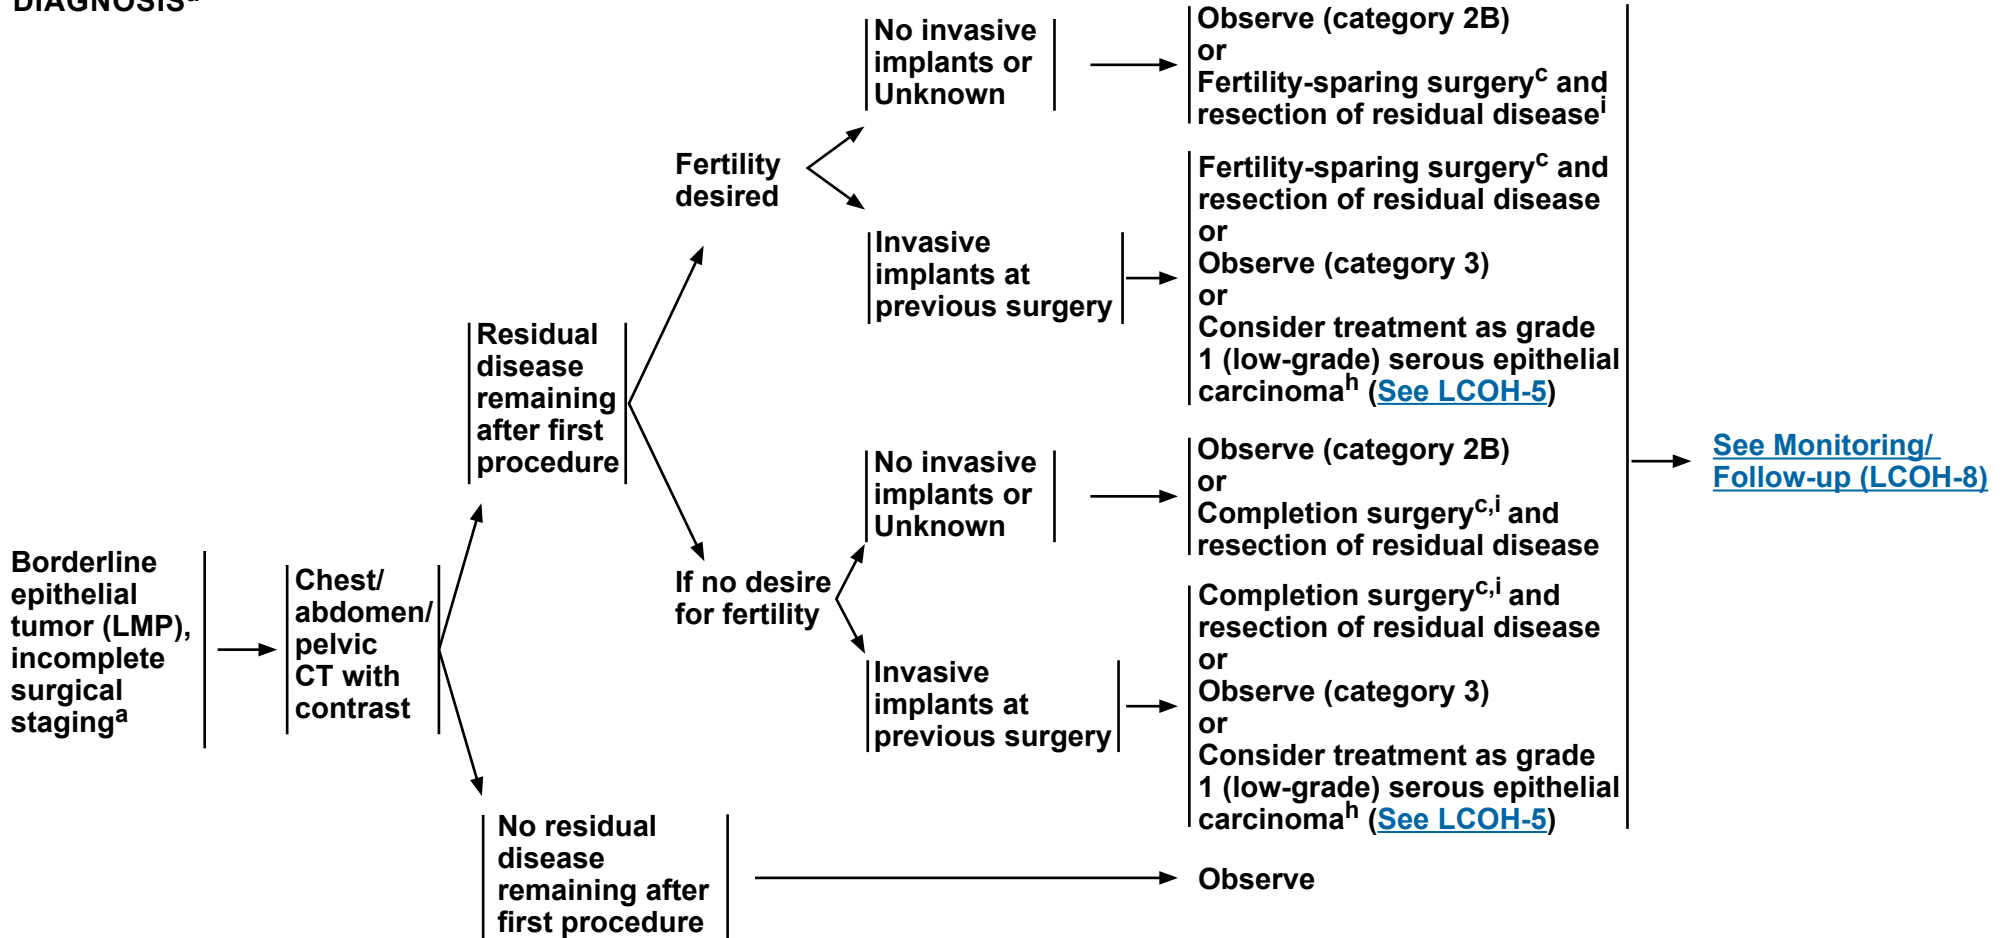 DIAGNOSISa
Borderline
epithelial
tumor (LMP),
incomplete
surgical
staginga
Chest/
abdomen/
pelvic
CT with
contrast
Residual
disease
remaining
after first
procedure
No residual
disease
remaining after
first procedure
Fertility
desired
If no desire
for fertility
No invasive
implants or
Unknown
Invasive
implants at
previous surgery
No invasive
implants or
Unknown
Invasive
implants at
previous surgery
Observe (category 2B)
or
Fertility-sparing surgeryc and
resection of residual diseasei
Fertility-sparing surgeryc and
resection of residual disease
or
Observe (category 3)
or
Consider treatment as grade
1 (low-grade) serous epithelial
carcinomah (See LCOH-5)
Observe (category 2B)
or
Completion surgeryc,i and
resection of residual disease
Completion surgeryc,i and
resection of residual disease
or
Observe (category 3)
or
Consider treatment as grade
1 (low-grade) serous epithelial
carcinomah (See LCOH-5)
Observe
See Monitoring/
Follow-up (LCOH-8)